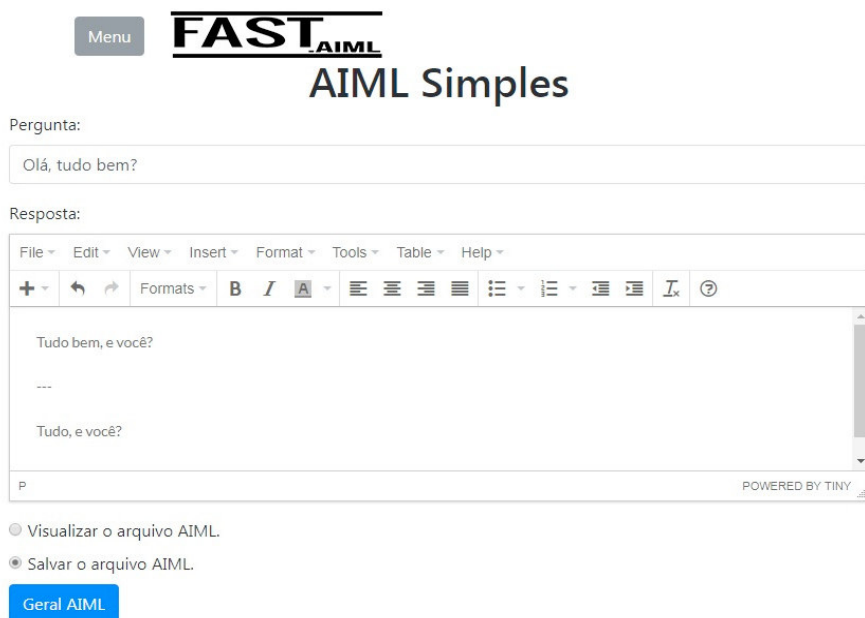 Menu
FAST.AIML
AIML Simples
Pergunta:
Olá, tudo bem?
Resposta:
File Edit View Insert Format Tools Table Help
Formats B I A
Tudo bem, e você?
---
Tudo, e você?
P POWERED BY TINY
Visualizar o arquivo AIML.
Salvar o arquivo AIML.
Geral AIML